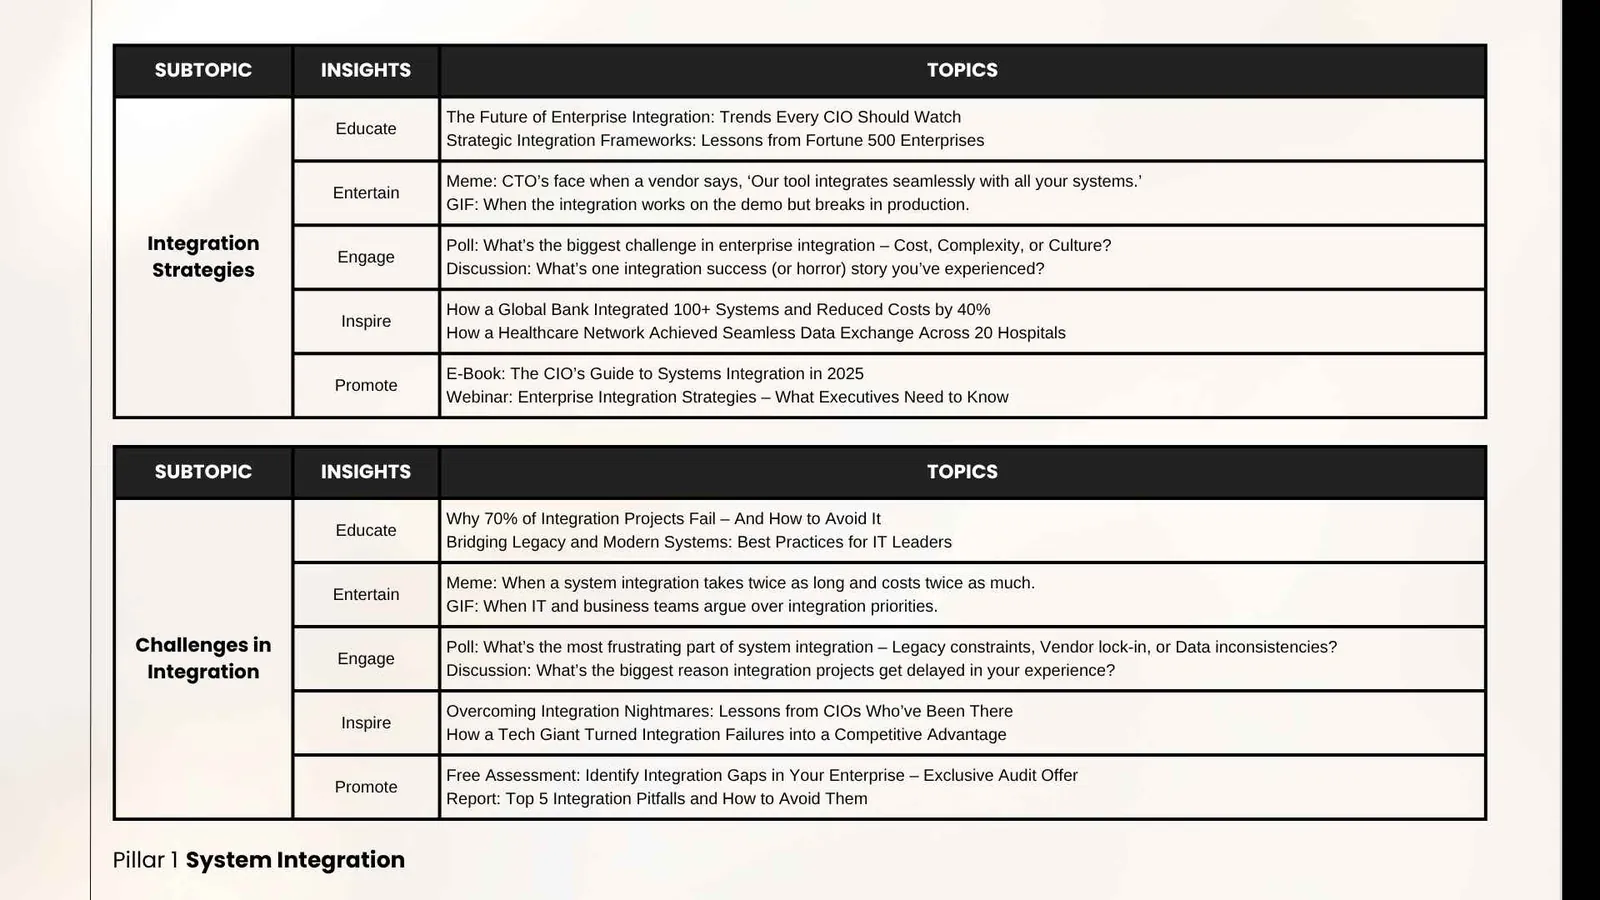 SUBTOPIC INSIGHTS TOPICS
Integration
Strategies
Educate
The Future of Enterprise Integration: Trends Every CIO Should Watch
Strategic Integration Frameworks: Lessons from Fortune 500 Enterprises
Entertain
Meme: CTO’s face when a vendor says, ‘Our tool integrates seamlessly with all your systems.’
GIF: When the integration works on the demo but breaks in production.
Engage
Poll: What’s the biggest challenge in enterprise integration – Cost, Complexity, or Culture?
Discussion: What’s one integration success (or horror) story you’ve experienced?
Inspire
How a Global Bank Integrated 100+ Systems and Reduced Costs by 40%
How a Healthcare Network Achieved Seamless Data Exchange Across 20 Hospitals
Promote
E-Book: The CIO’s Guide to Systems Integration in 2025
Webinar: Enterprise Integration Strategies – What Executives Need to Know
SUBTOPIC INSIGHTS TOPICS
Challenges in
Integration
Educate
Why 70% of Integration Projects Fail – And How to Avoid It
Bridging Legacy and Modern Systems: Best Practices for IT Leaders
Entertain
Meme: When a system integration takes twice as long and costs twice as much.
GIF: When IT and business teams argue over integration priorities.
Engage
Poll: What’s the most frustrating part of system integration – Legacy constraints, Vendor lock-in, or Data inconsistencies?
Discussion: What’s the biggest reason integration projects get delayed in your experience?
Inspire
Overcoming Integration Nightmares: Lessons from CIOs Who’ve Been There
How a Tech Giant Turned Integration Failures into a Competitive Advantage
Promote
Free Assessment: Identify Integration Gaps in Your Enterprise – Exclusive Audit Offer
Report: Top 5 Integration Pitfalls and How to Avoid Them
Pillar 1 System Integration